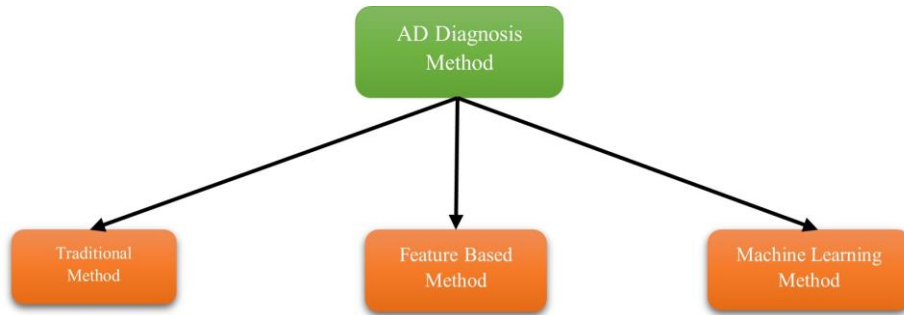 AD Diagnosis
Method
Traditional
Method
Feature Based
Method
Machine Learning
Method